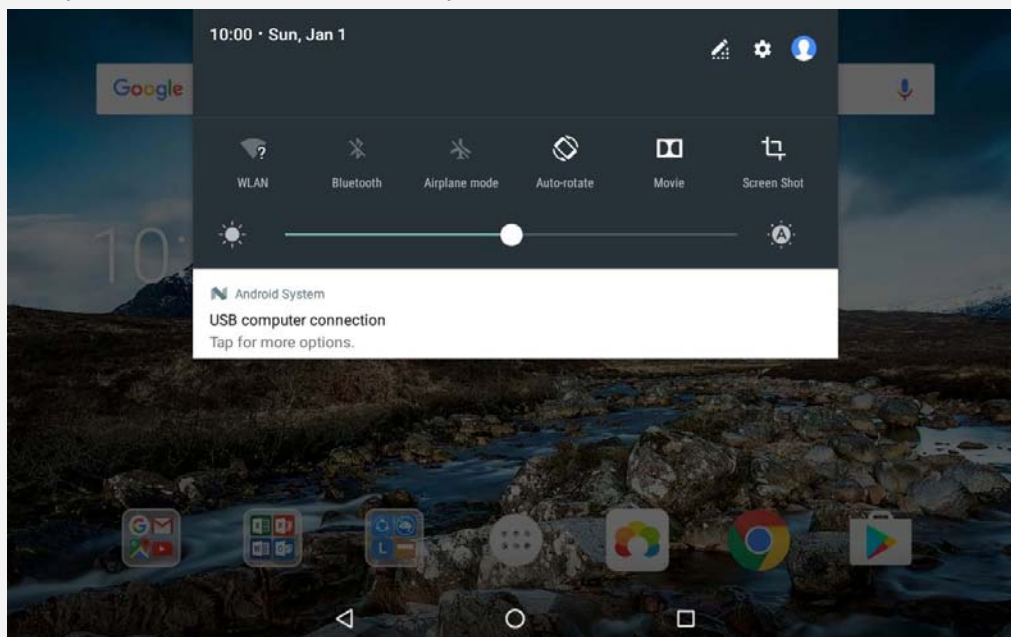 10:00 · Sun, Jan 1
Google
WLAN
Bluetooth
Airplane mode
Auto-rotate
Movie
Screen Shot
10:
A
Android System
USB computer connection
Tap for more options.